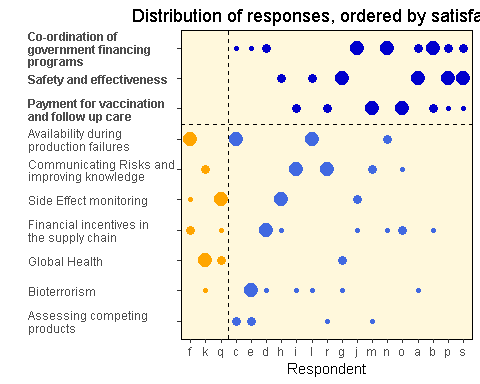 Distribution of responses, ordered by satisfa
Co-ordination of
government financing
programs
Safety and effectiveness
Payment for vaccination
and follow up care
Availability during
production failures
Communicating Risks and
improving knowledge
Side Effect monitoring
Financial incentives in
the supply chain
Global Health
Bioterrorism
Assessing competing
products
f k q c e d h i l r g j m n o a b p s
Respondent